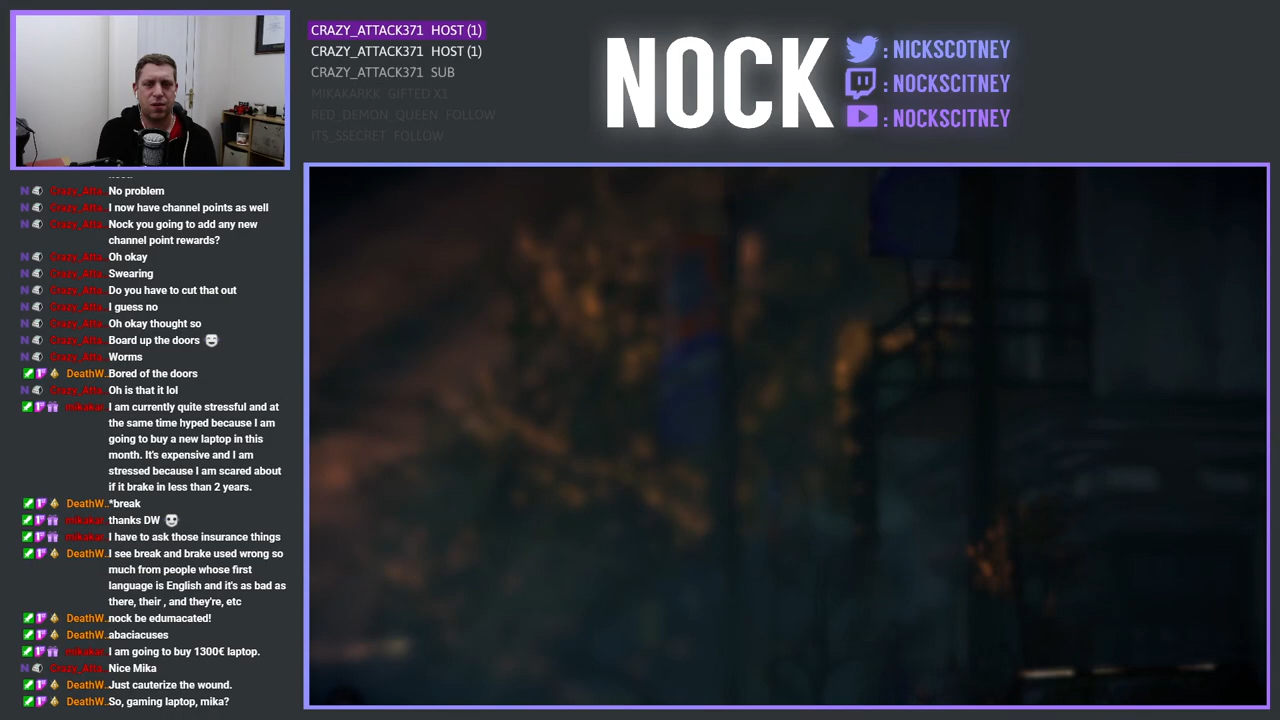 CRAZY_ATTACK371 HOST (1)
CRAZY_ATTACK371 HOST (1)
CRAZY_ATTACK371 SUB
MIKAKARKK GIFTED X1
RED_DEMON_QUEEN FOLLOW
ITS_SSECRET FOLLOW
NOCK
: NICKSCOTNEY
: NOCKSCITNEY
: NOCKSCITNEY
N Crazy_Atta.. No problem
N Crazy_Atta.. I now have channel points as well
N Crazy_Atta.. Nock you going to add any new
channel point rewards?
N Crazy_Atta.. Oh okay
N Crazy_Atta.. Swearing
N Crazy_Atta.. Do you have to cut that out
N Crazy_Atta.. I guess no
N Crazy_Atta.. Oh okay thought so
N Crazy_Atta.. Board up the doors
N Crazy_Atta.. Worms
DeathW.. Bored of the doors
N Crazy_Atta.. Oh is that it lol
mikakar.. I am currently quite stressful and at
the same time hyped because I am
going to buy a new laptop in this
month. It's expensive and I am
stressed because I am scared about
if it brake in less than 2 years.
DeathW.. *break
mikakar.. thanks DW
mikakar.. I have to ask those insurance things
DeathW.. I see break and brake used wrong so
much from people whose first
language is English and it's as bad as
there, their , and they're, etc
DeathW.. nock be edumacated!
DeathW.. abaciacuses
mikakar.. I am going to buy 1300€ laptop.
N Crazy_Atta.. Nice Mika
DeathW.. Just cauterize the wound.
DeathW.. So, gaming laptop, mika?